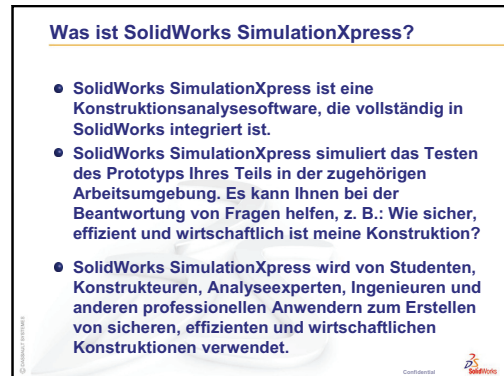 Was ist SolidWorks SimulationXpress?
SolidWorks SimulationXpress ist eine
Konstruktionsanalysesoftware, die vollständig in
SolidWorks integriert ist.
SolidWorks SimulationXpress simuliert das Testen
des Prototyps Ihres Teils in der zugehörigen
Arbeitsumgebung. Es kann Ihnen bei der
Beantwortung von Fragen helfen, z. B.: Wie sicher,
effizient und wirtschaftlich ist meine Konstruktion?
SolidWorks SimulationXpress wird von Studenten,
Konstrukteuren, Analyseexperten, Ingenieuren und
anderen professionellen Anwendern zum Erstellen
von sicheren, effizienten und wirtschaftlichen
Konstruktionen verwendet.
© DASSAULT SYSTEMES
Confidential
SolidWorks